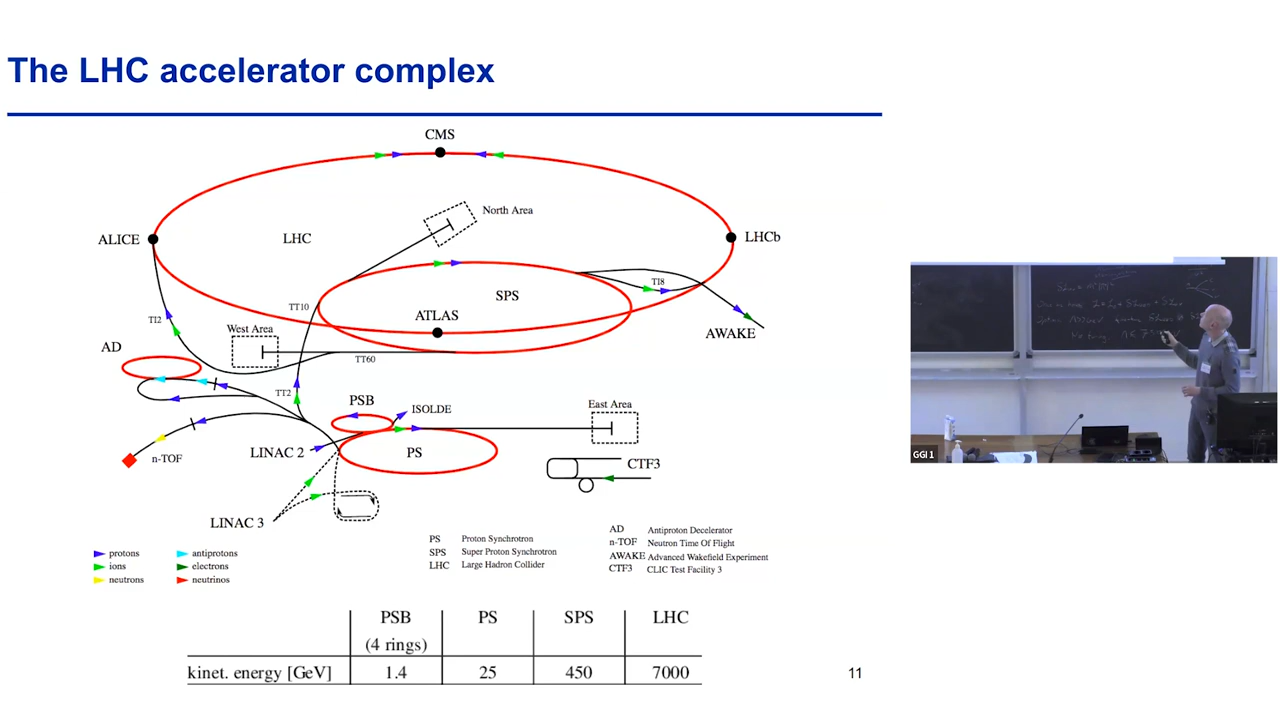 The LHC accelerator complex
CMS
North Area
ALICE
LHC
LHCb
TI8
SPS
TT10
ATLAS
TI2
West Area
AWAKE
AD
TT60
TT2
PSB
ISOLDE
East Area
LINAC 2
PS
n-TOF
CTF3
LINAC 3
protons
ions
neutrons
antiprotons
electrons
neutrinos
PS Proton Synchrotron
SPS Super Proton Synchrotron
LHC Large Hadron Collider
AD Antiproton Decelerator
n-TOF Neutron Time Of Flight
AWAKE Advanced Wakefield Experiment
CTF3 CLIC Test Facility 3
PSB PS SPS LHC
(4 rings)
kinet. energy [GeV] 1.4 25 450 7000
11
GGI 1